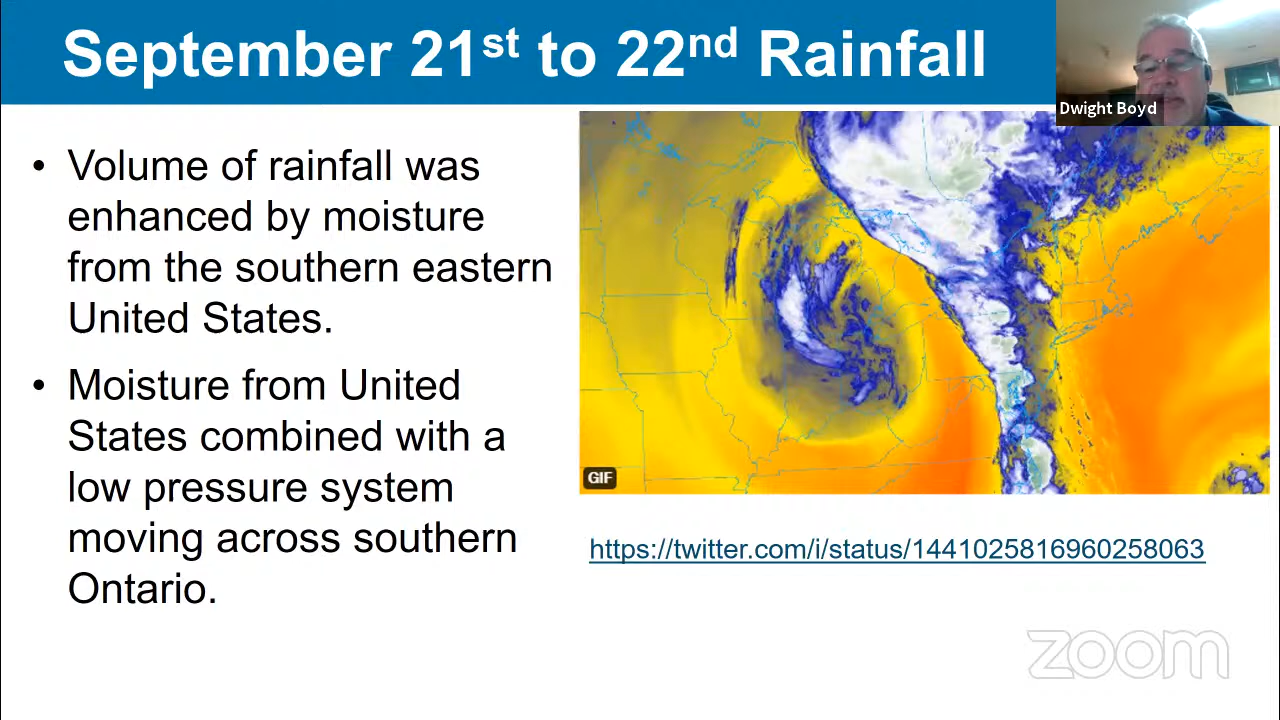 September 21st to 22nd Rainfall
Dwight Boyd
• Volume of rainfall was
enhanced by moisture
from the southern eastern
United States.
• Moisture from United
States combined with a
low pressure system
moving across southern
Ontario.
GIF
https://twitter.com/i/status/1441025816960258063
zoom